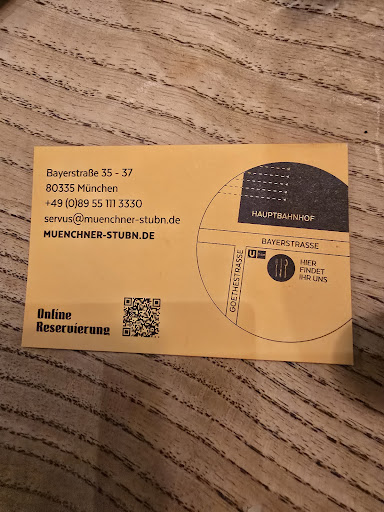 Bayerstraße 35 - 37
80335 München
+49 (0)89 55 111 3330
servus@muenchner-stubn.de
MUENCHNER-STUBN.DE
Online
Reservierung
HAUPTBAHNHOF
BAYERSTRASSE
GOETHESTRASSE
U
HIER
FINDET
IHR UNS